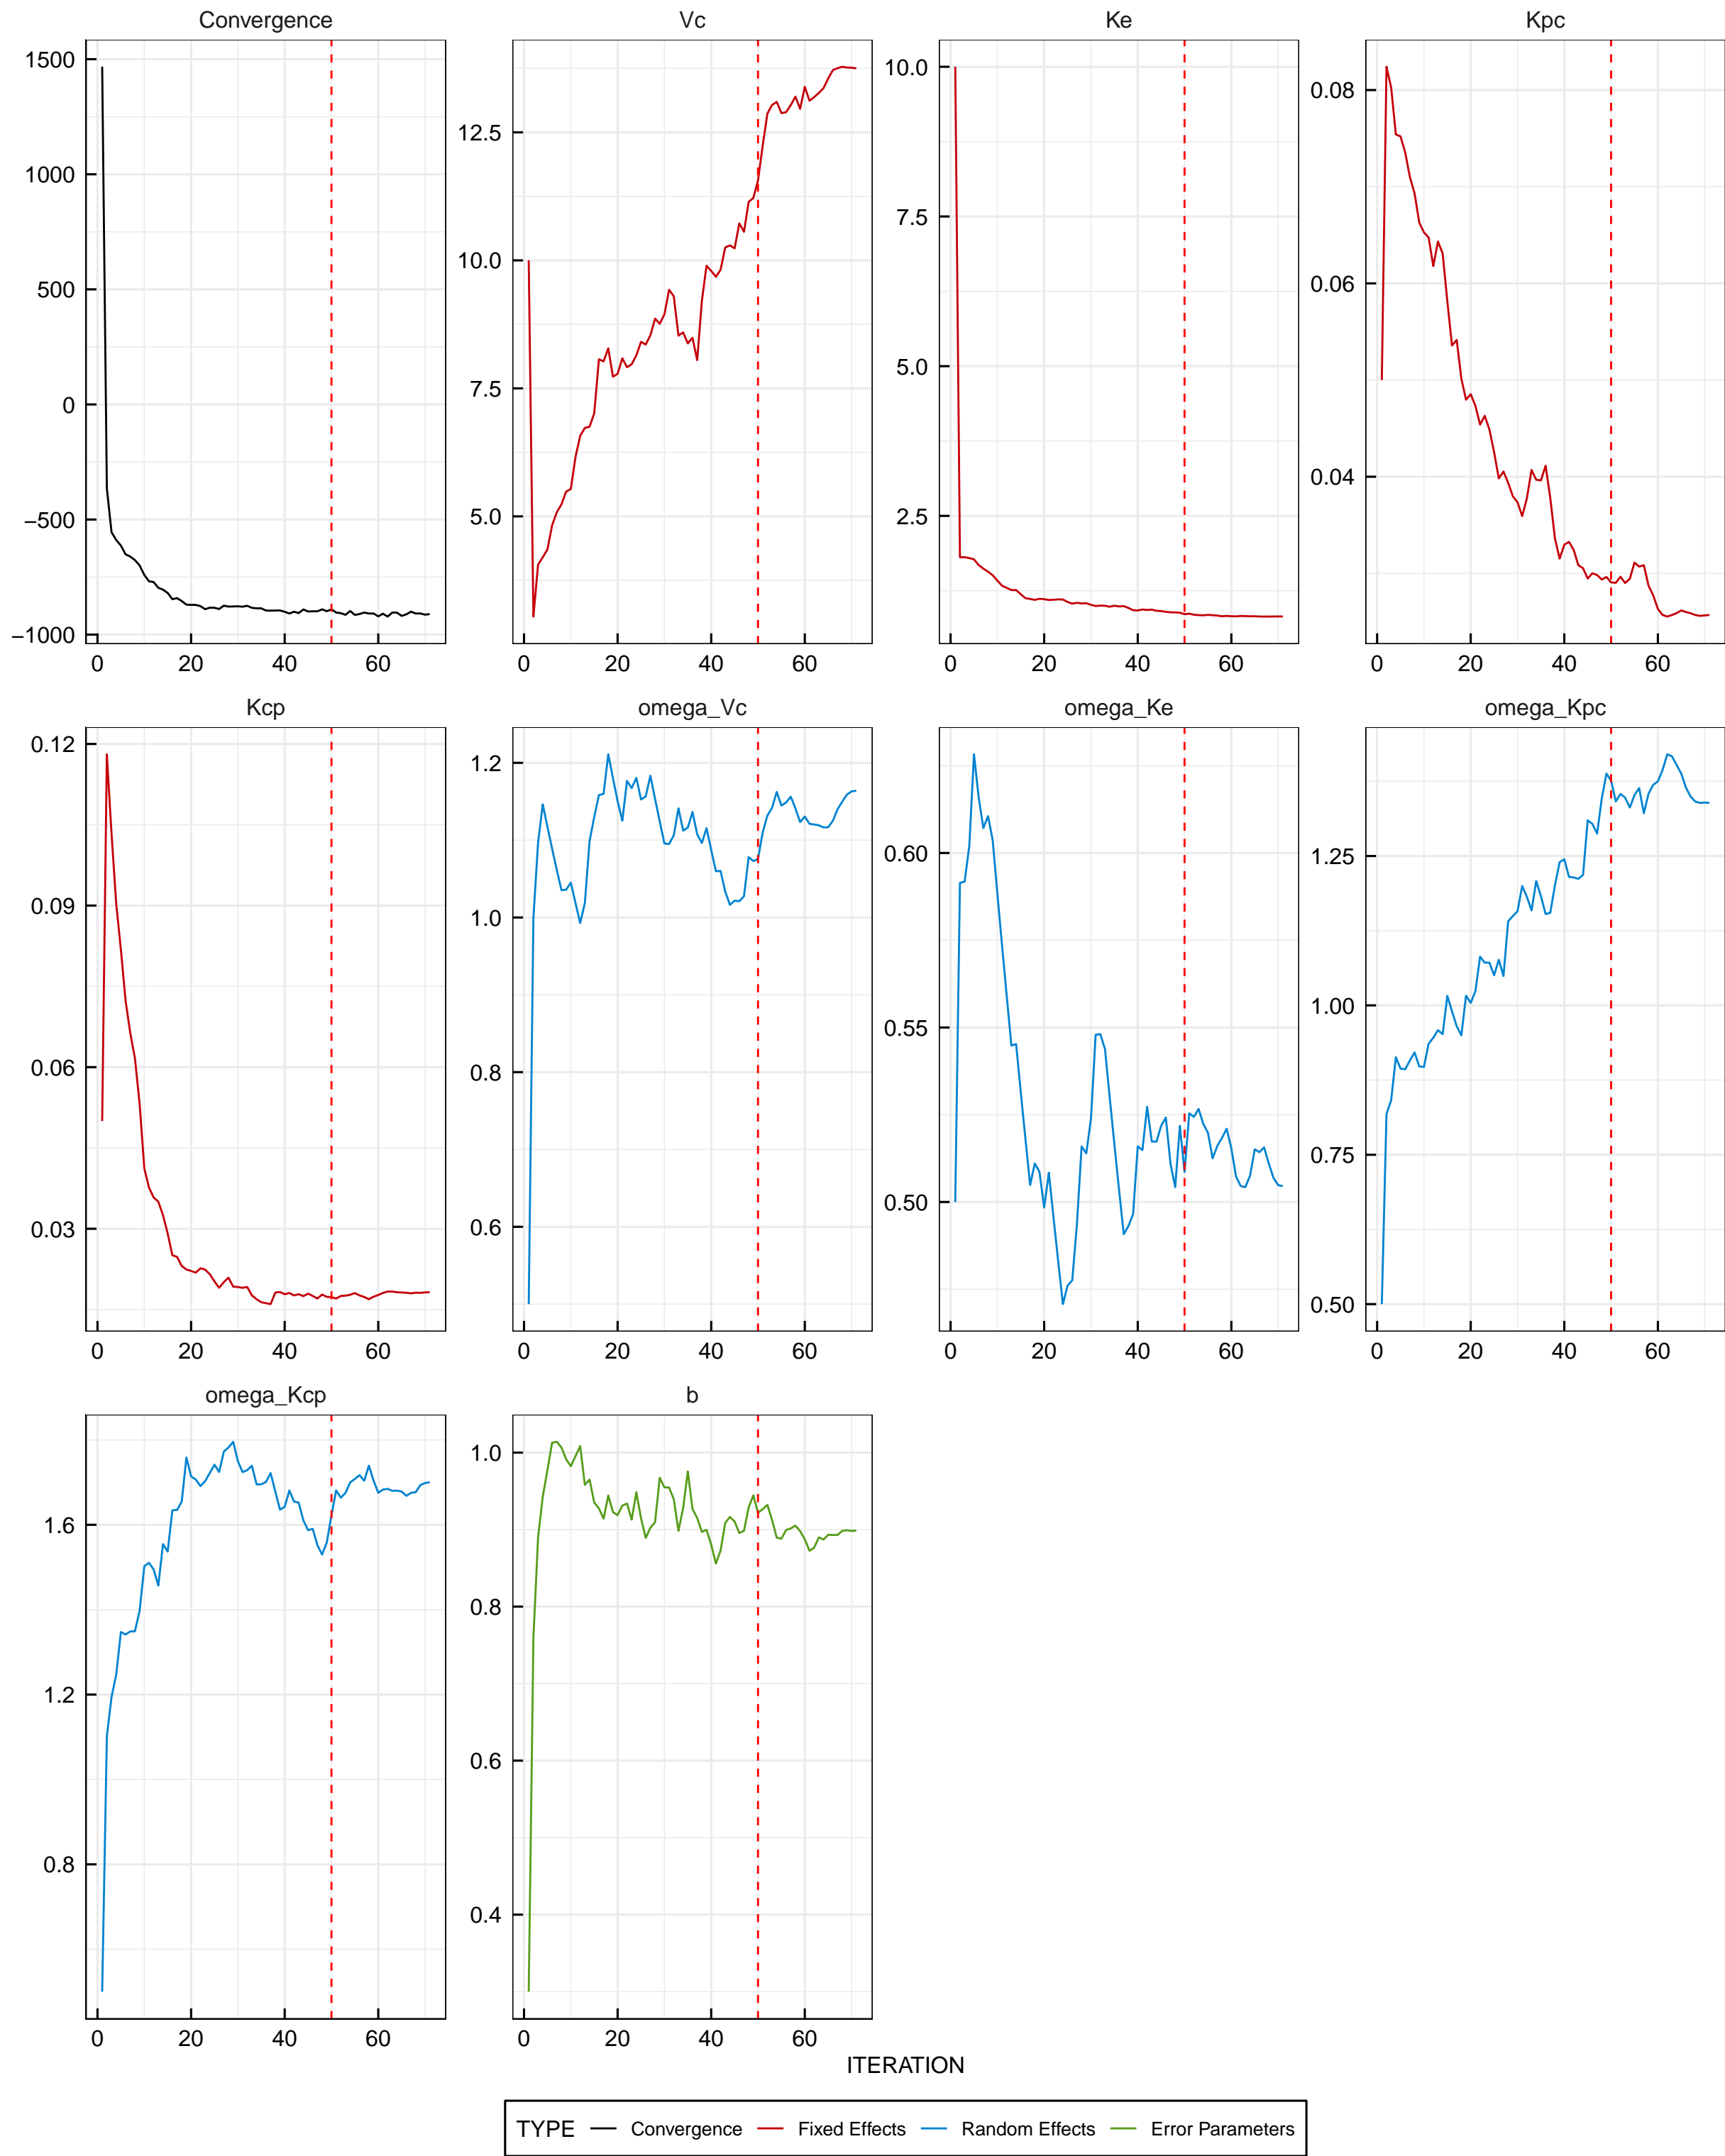 Convergence
Vc
Ke
Kpc
1500
1000
500
0
−500
−1000
12.5
10.0
7.5
5.0
10.0
7.5
5.0
2.5
0.08
0.06
0.04
0 20 40 60
0 20 40 60
0 20 40 60
0 20 40 60
Kcp
omega_Vc
omega_Ke
omega_Kpc
0.12
0.09
0.06
0.03
1.2
1.0
0.8
0.6
0.60
0.55
0.50
1.25
1.00
0.75
0.50
0 20 40 60
0 20 40 60
0 20 40 60
0 20 40 60
omega_Kcp
b
1.6
1.2
0.8
1.0
0.8
0.6
0.4
0 20 40 60
0 20 40 60
ITERATION
TYPE Convergence Fixed Effects Random Effects Error Parameters